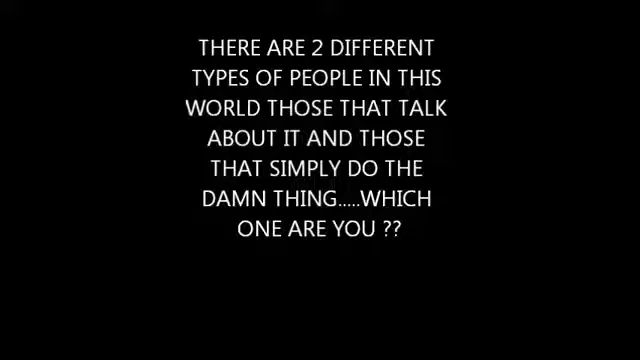 THERE ARE 2 DIFFERENT
TYPES OF PEOPLE IN THIS
WORLD THOSE THAT TALK
ABOUT IT AND THOSE
THAT SIMPLY DO THE
DAMN THING.....WHICH
ONE ARE YOU ??